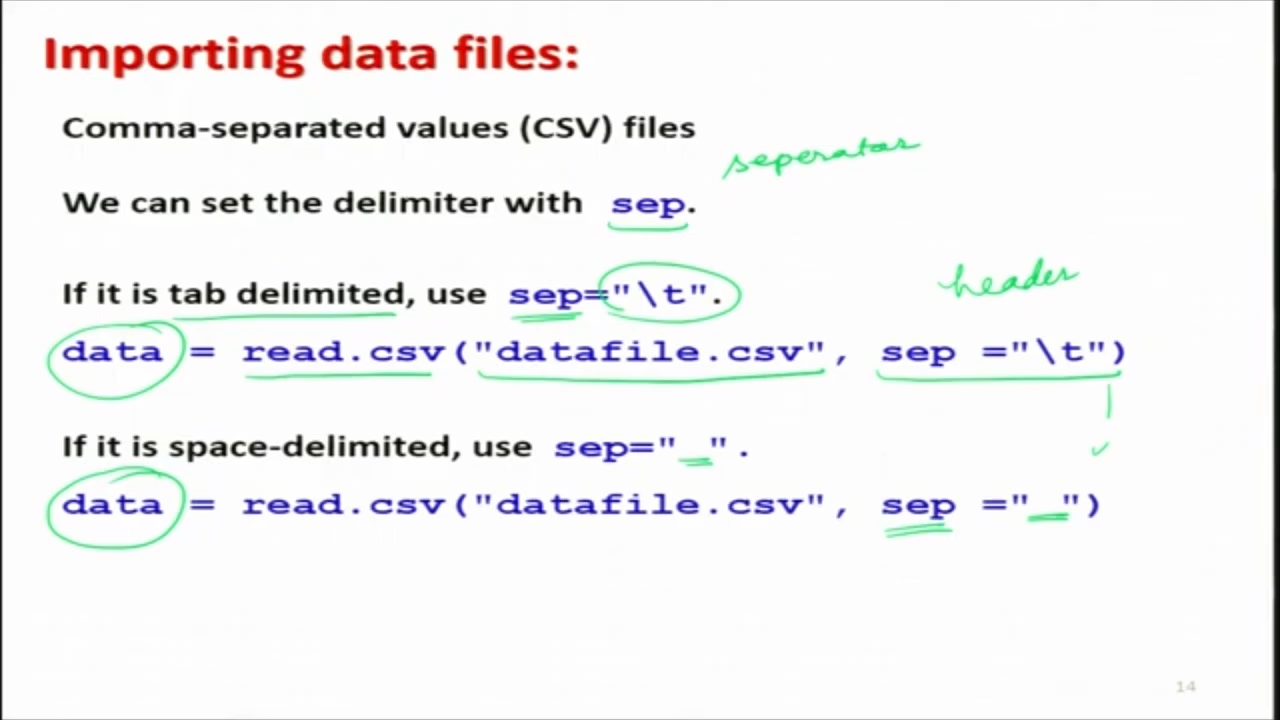 Importing data files:
Comma-separated values (CSV) files
seperator
We can set the delimiter with sep.
header
If it is tab delimited, use sep="\t".
data = read.csv("datafile.csv", sep ="\t")
If it is space-delimited, use sep=" ".
data = read.csv("datafile.csv", sep =" ")
14